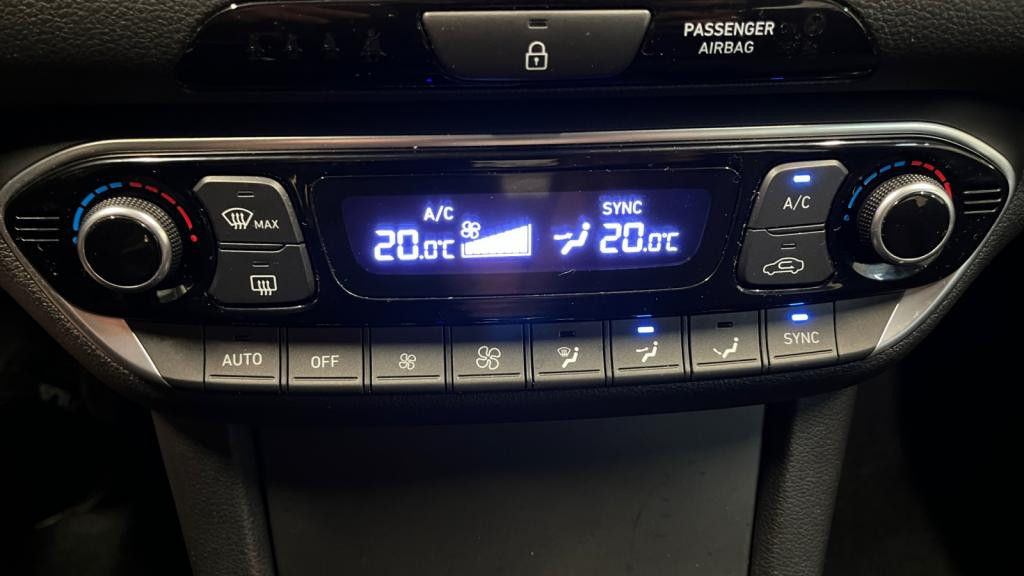 PASSENGER
AIRBAG
MAX
A/C
20.0°C
SYNC
20.0°C
A/C
AUTO
OFF
SYNC